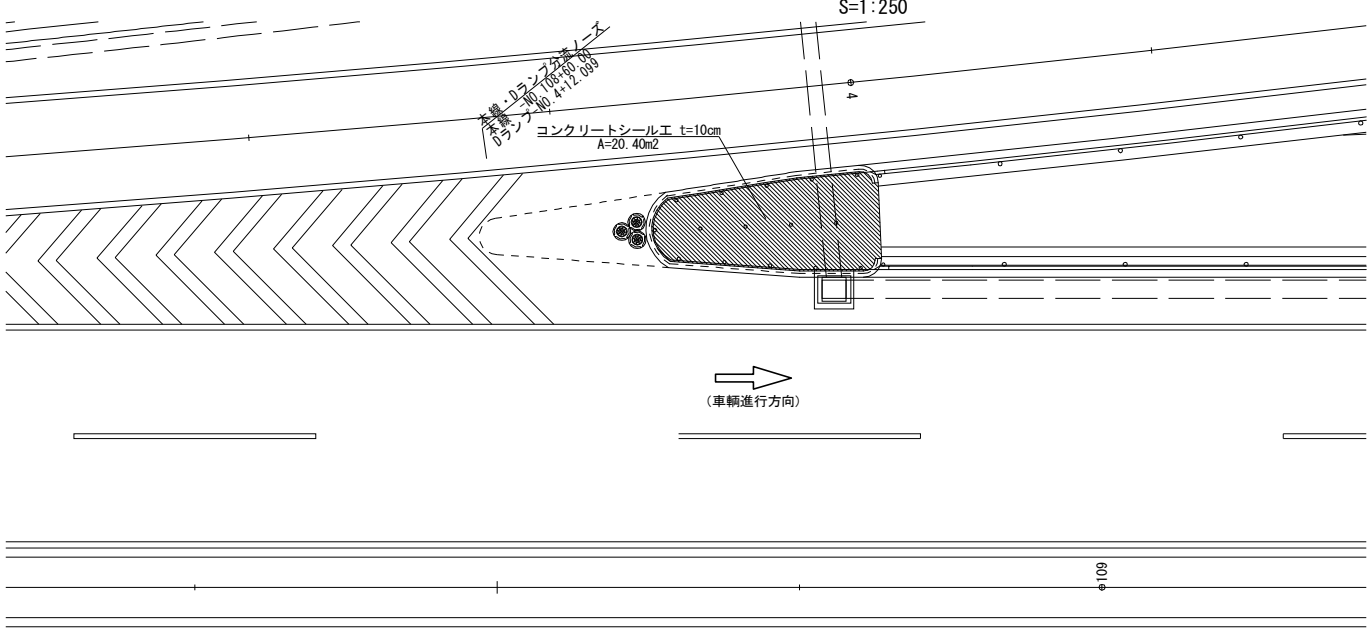 S=1:250
本線・Dランプ分流ノーズ
本線 -NO.108+60.00
Dランプ-NO.4+12.099
4
コンクリートシール工 t=10cm
A=20.40m2
(車輌進行方向)
109